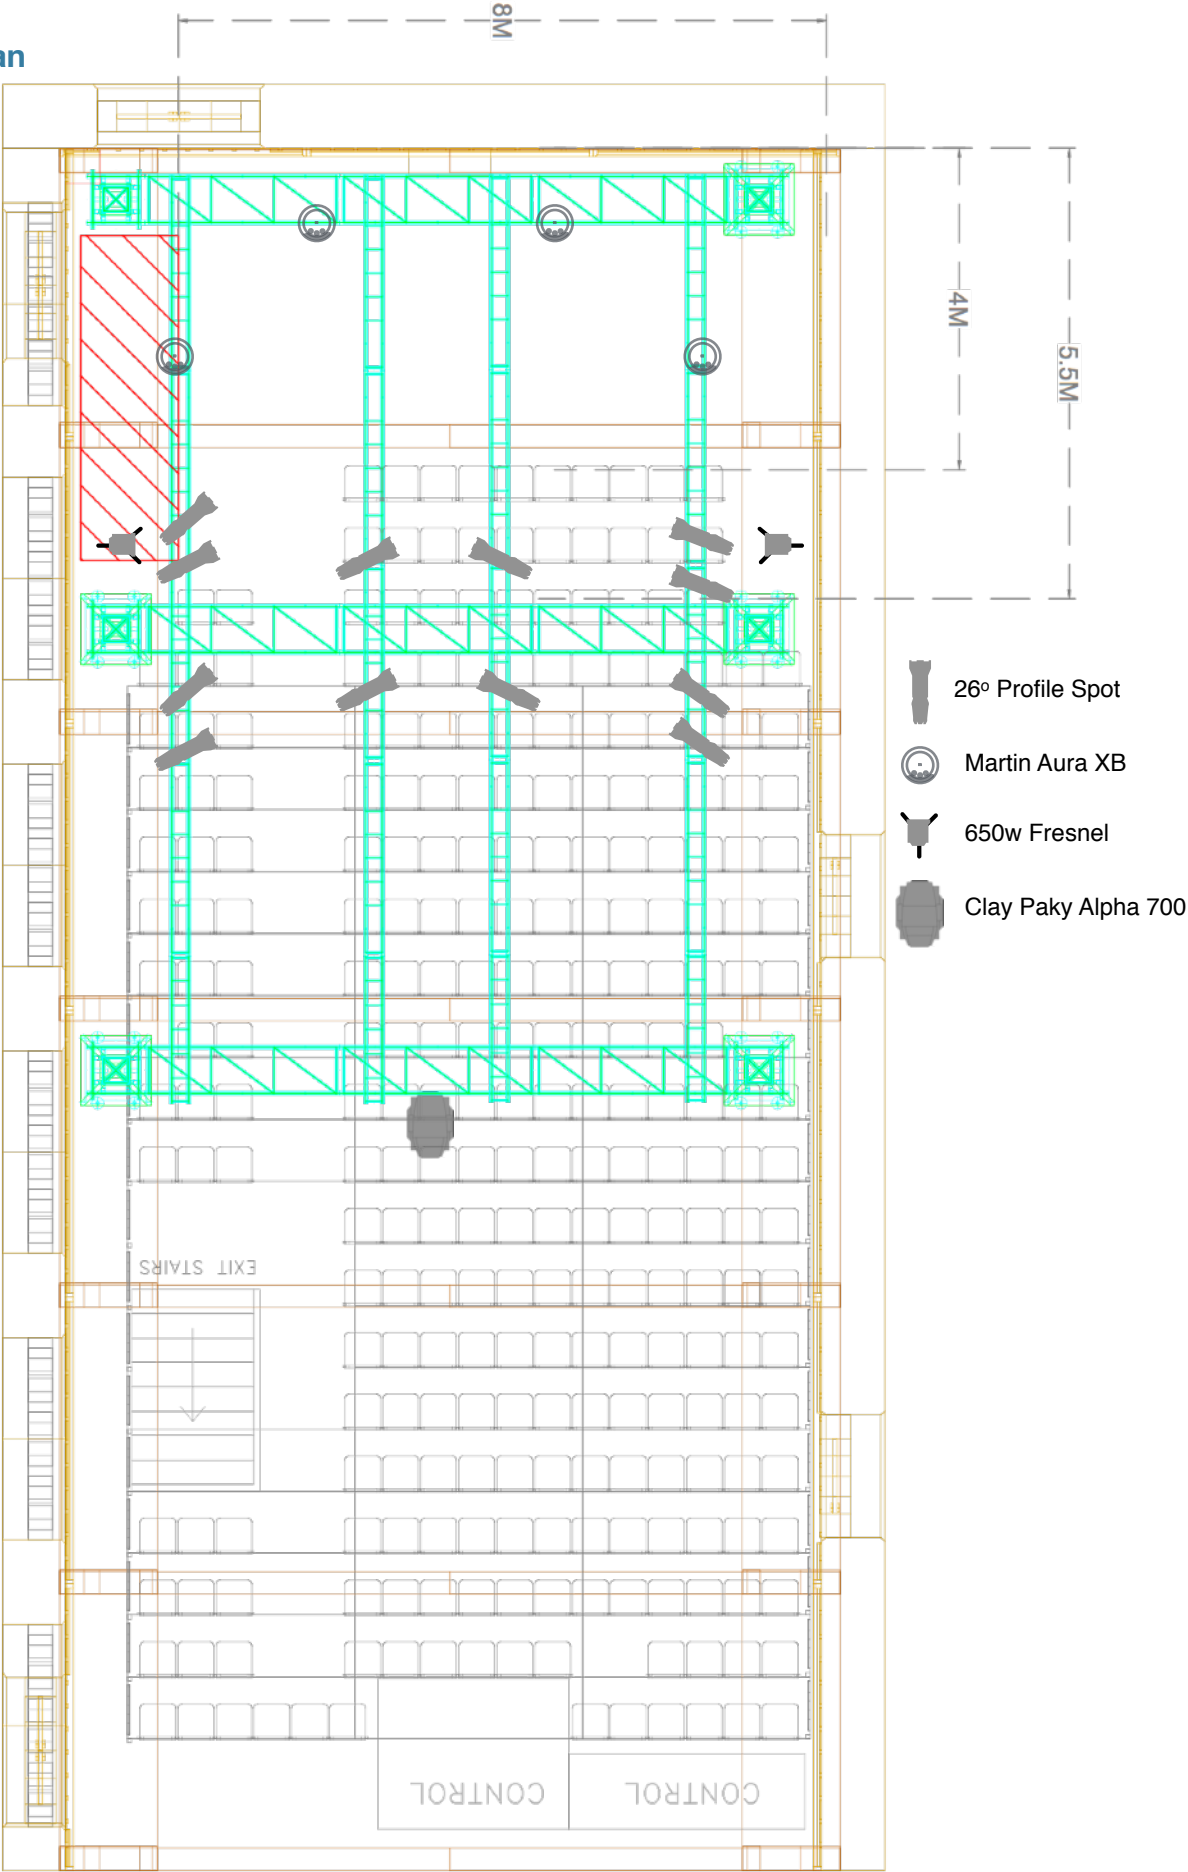 an
8M
4M
5.5M
26º Profile Spot
Martin Aura XB
650w Fresnel
Clay Paky Alpha 700
EXIT STAIRS
CONTROL
CONTROL